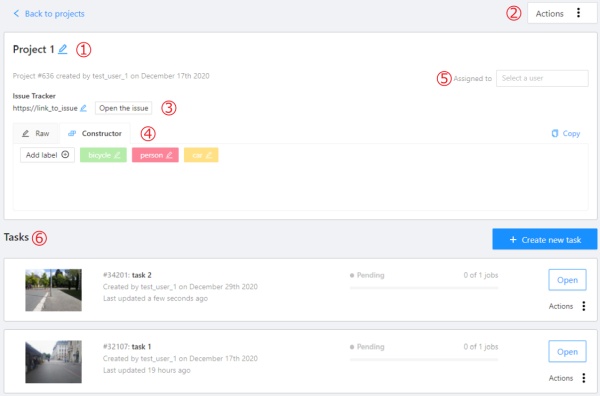 Back to projects
② Actions
Project 1 ①
Project #636 created by test_user_1 on December 17th 2020
⑤ Assigned to Select a user
Issue Tracker
https://link_to_issue Open the issue ③
Raw Constructor ④ Copy
Add label bicycle person car
Tasks ⑥ + Create new task
#34201: task 2 Pending 0 of 1 jobs
Created by test_user_1 on December 29th 2020 Open
Last updated a few seconds ago
Actions
#32107: task 1 Pending 0 of 1 jobs
Created by test_user_1 on December 17th 2020 Open
Last updated 19 hours ago
Actions